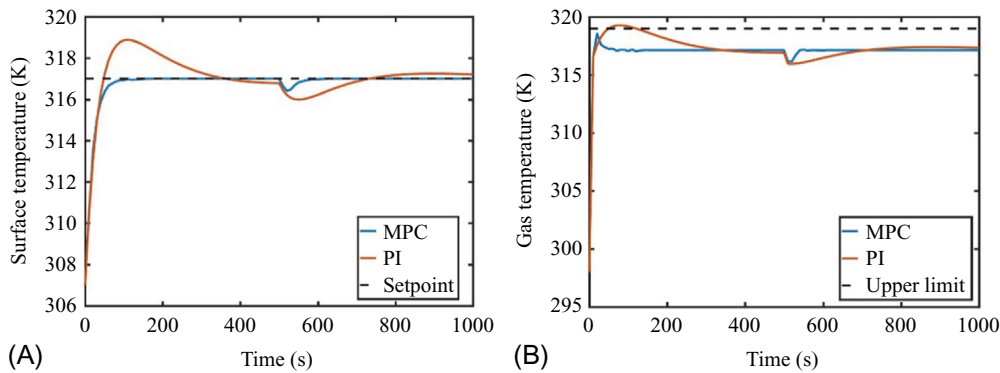 320
318
316
314
312
310
308
306
Surface temperature (K)
MPC
PI
Setpoint
0 200 400 600 800 1000
Time (s)
(A)
320
315
310
305
300
295
Gas temperature (K)
MPC
PI
Upper limit
0 200 400 600 800 1000
Time (s)
(B)